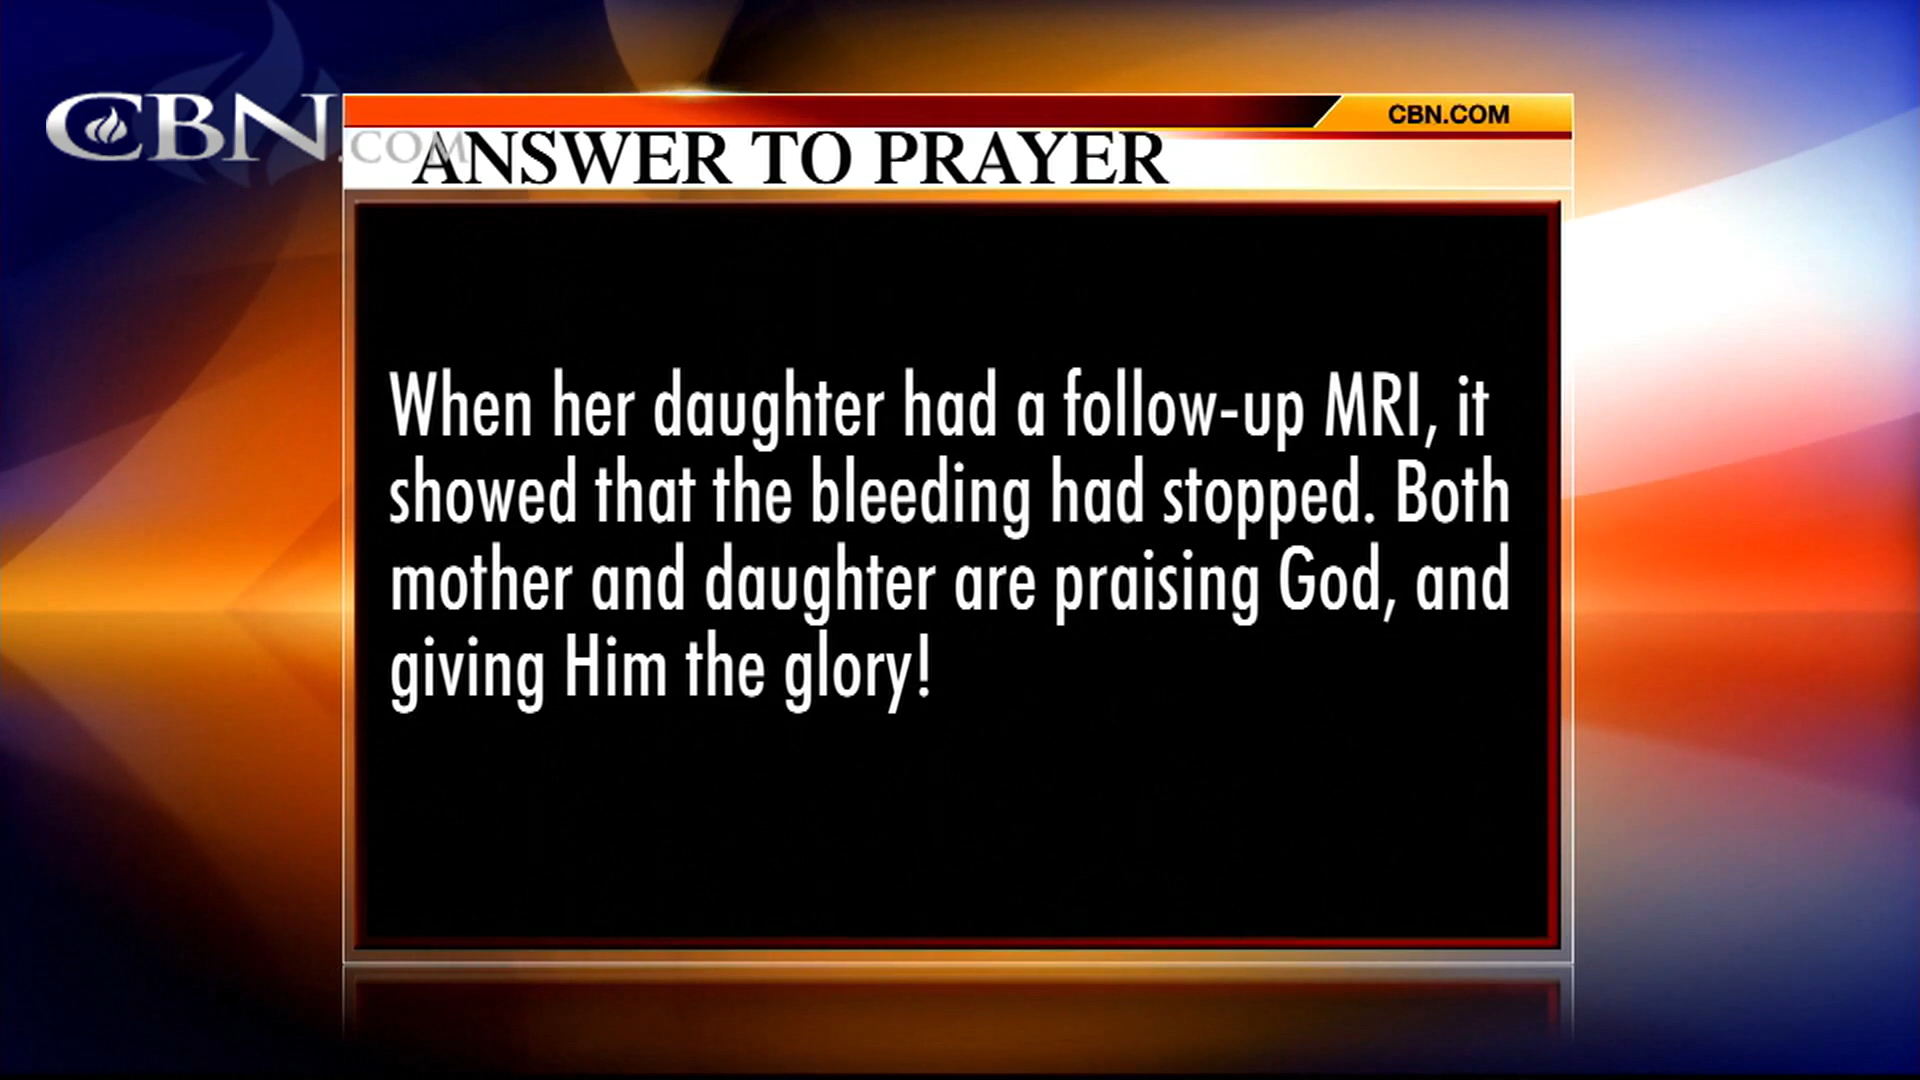 CBN.COM
CBN.COM
ANSWER TO PRAYER
When her daughter had a follow-up MRI, it
showed that the bleeding had stopped. Both
mother and daughter are praising God, and
giving Him the glory!